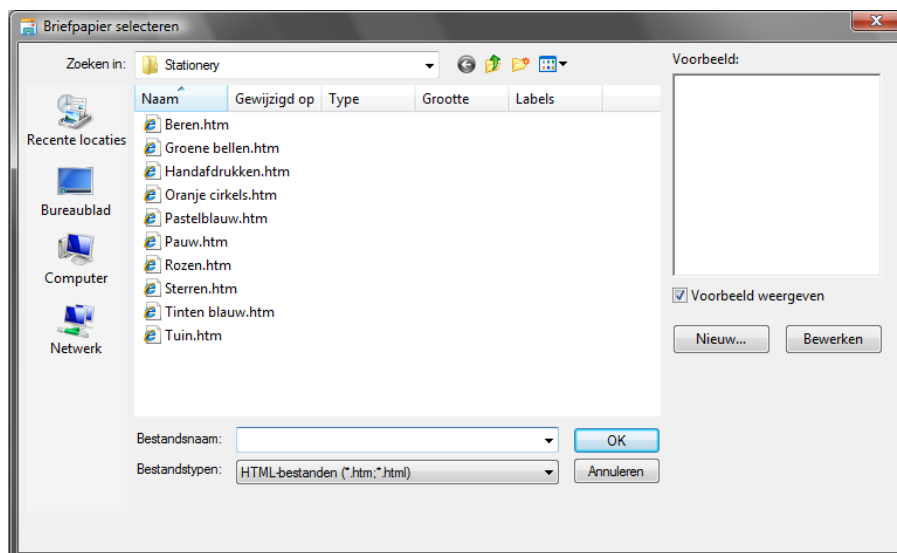 Briefpapier selecteren
Zoeken in: Stationery
Voorbeeld:
Naam Gewijzigd op Type Grootte Labels
Recente locaties
Bureaublad
Computer
Netwerk
Beren.htm
Groene bellen.htm
Handafdrukken.htm
Oranje cirkels.htm
Pastelblauw.htm
Pauw.htm
Rozen.htm
Sterren.htm
Tinten blauw.htm
Tuin.htm
Voorbeeld weergeven
Nieuw... Bewerken
Bestandsnaam: OK
Bestandstypen: HTML-bestanden (*.htm;*.html) Annuleren